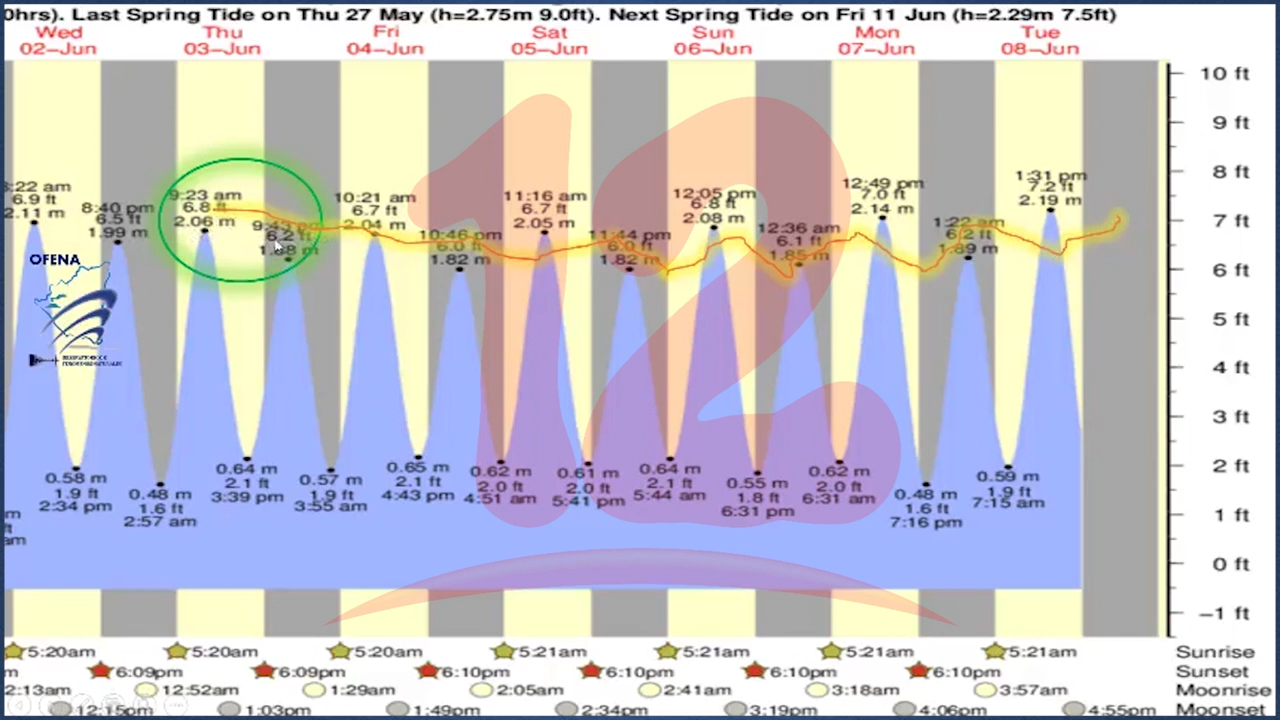 0hrs). Last Spring Tide on Thu 27 May (h=2.75m 9.0ft). Next Spring Tide on Fri 11 Jun (h=2.29m 7.5ft)
Wed Thu Fri Sat Sun Mon Tue
02-Jun 03-Jun 04-Jun 05-Jun 06-Jun 07-Jun 08-Jun
10 ft
9 ft
8 ft
7 ft
6 ft
5 ft
4 ft
3 ft
2 ft
1 ft
0 ft
-1 ft
:22 am
6.9 ft
2.11 m
8:40 pm
6.5 ft
1.99 m
9:23 am
6.8 ft
2.06 m
6.2 ft
1.88 m
10:21 am
6.7 ft
2.04 m
10:46 pm
6.0 ft
1.82 m
11:16 am
6.7 ft
2.05 m
11:44 pm
6.0 ft
1.82 m
12:05 pm
6.8 ft
2.08 m
12:36 am
6.1 ft
1.85 m
12:49 pm
7.0 ft
2.14 m
1:22 am
6.2 ft
1.89 m
1:31 pm
7.2 ft
2.19 m
OFENA
12
0.58 m
1.9 ft
2:34 pm
0.48 m
1.6 ft
2:57 am
0.64 m
2.1 ft
3:39 pm
0.57 m
1.9 ft
3:55 am
0.65 m
2.1 ft
4:43 pm
0.62 m
2.0 ft
4:51 am
0.61 m
2.0 ft
5:41 pm
0.64 m
2.1 ft
5:44 am
0.55 m
1.8 ft
6:31 pm
0.62 m
2.0 ft
6:31 am
0.48 m
1.6 ft
7:16 pm
0.59 m
1.9 ft
7:15 am
m
ft
am
5:20am 5:20am 5:20am 5:21am 5:21am 5:21am 5:21am Sunrise
m 6:09pm 6:09pm 6:10pm 6:10pm 6:10pm 6:10pm Sunset
2:13am 12:52am 1:29am 2:05am 2:41am 3:18am 3:57am Moonrise
12:15pm 1:03pm 1:49pm 2:34pm 3:19pm 4:06pm 4:55pm Moonset